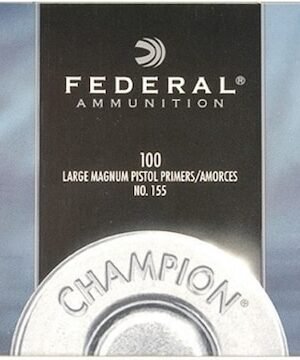 FEDERAL®
AMMUNITION
100
LARGE MAGNUM PISTOL PRIMERS/AMORCES
NO. 155
CHAMPION